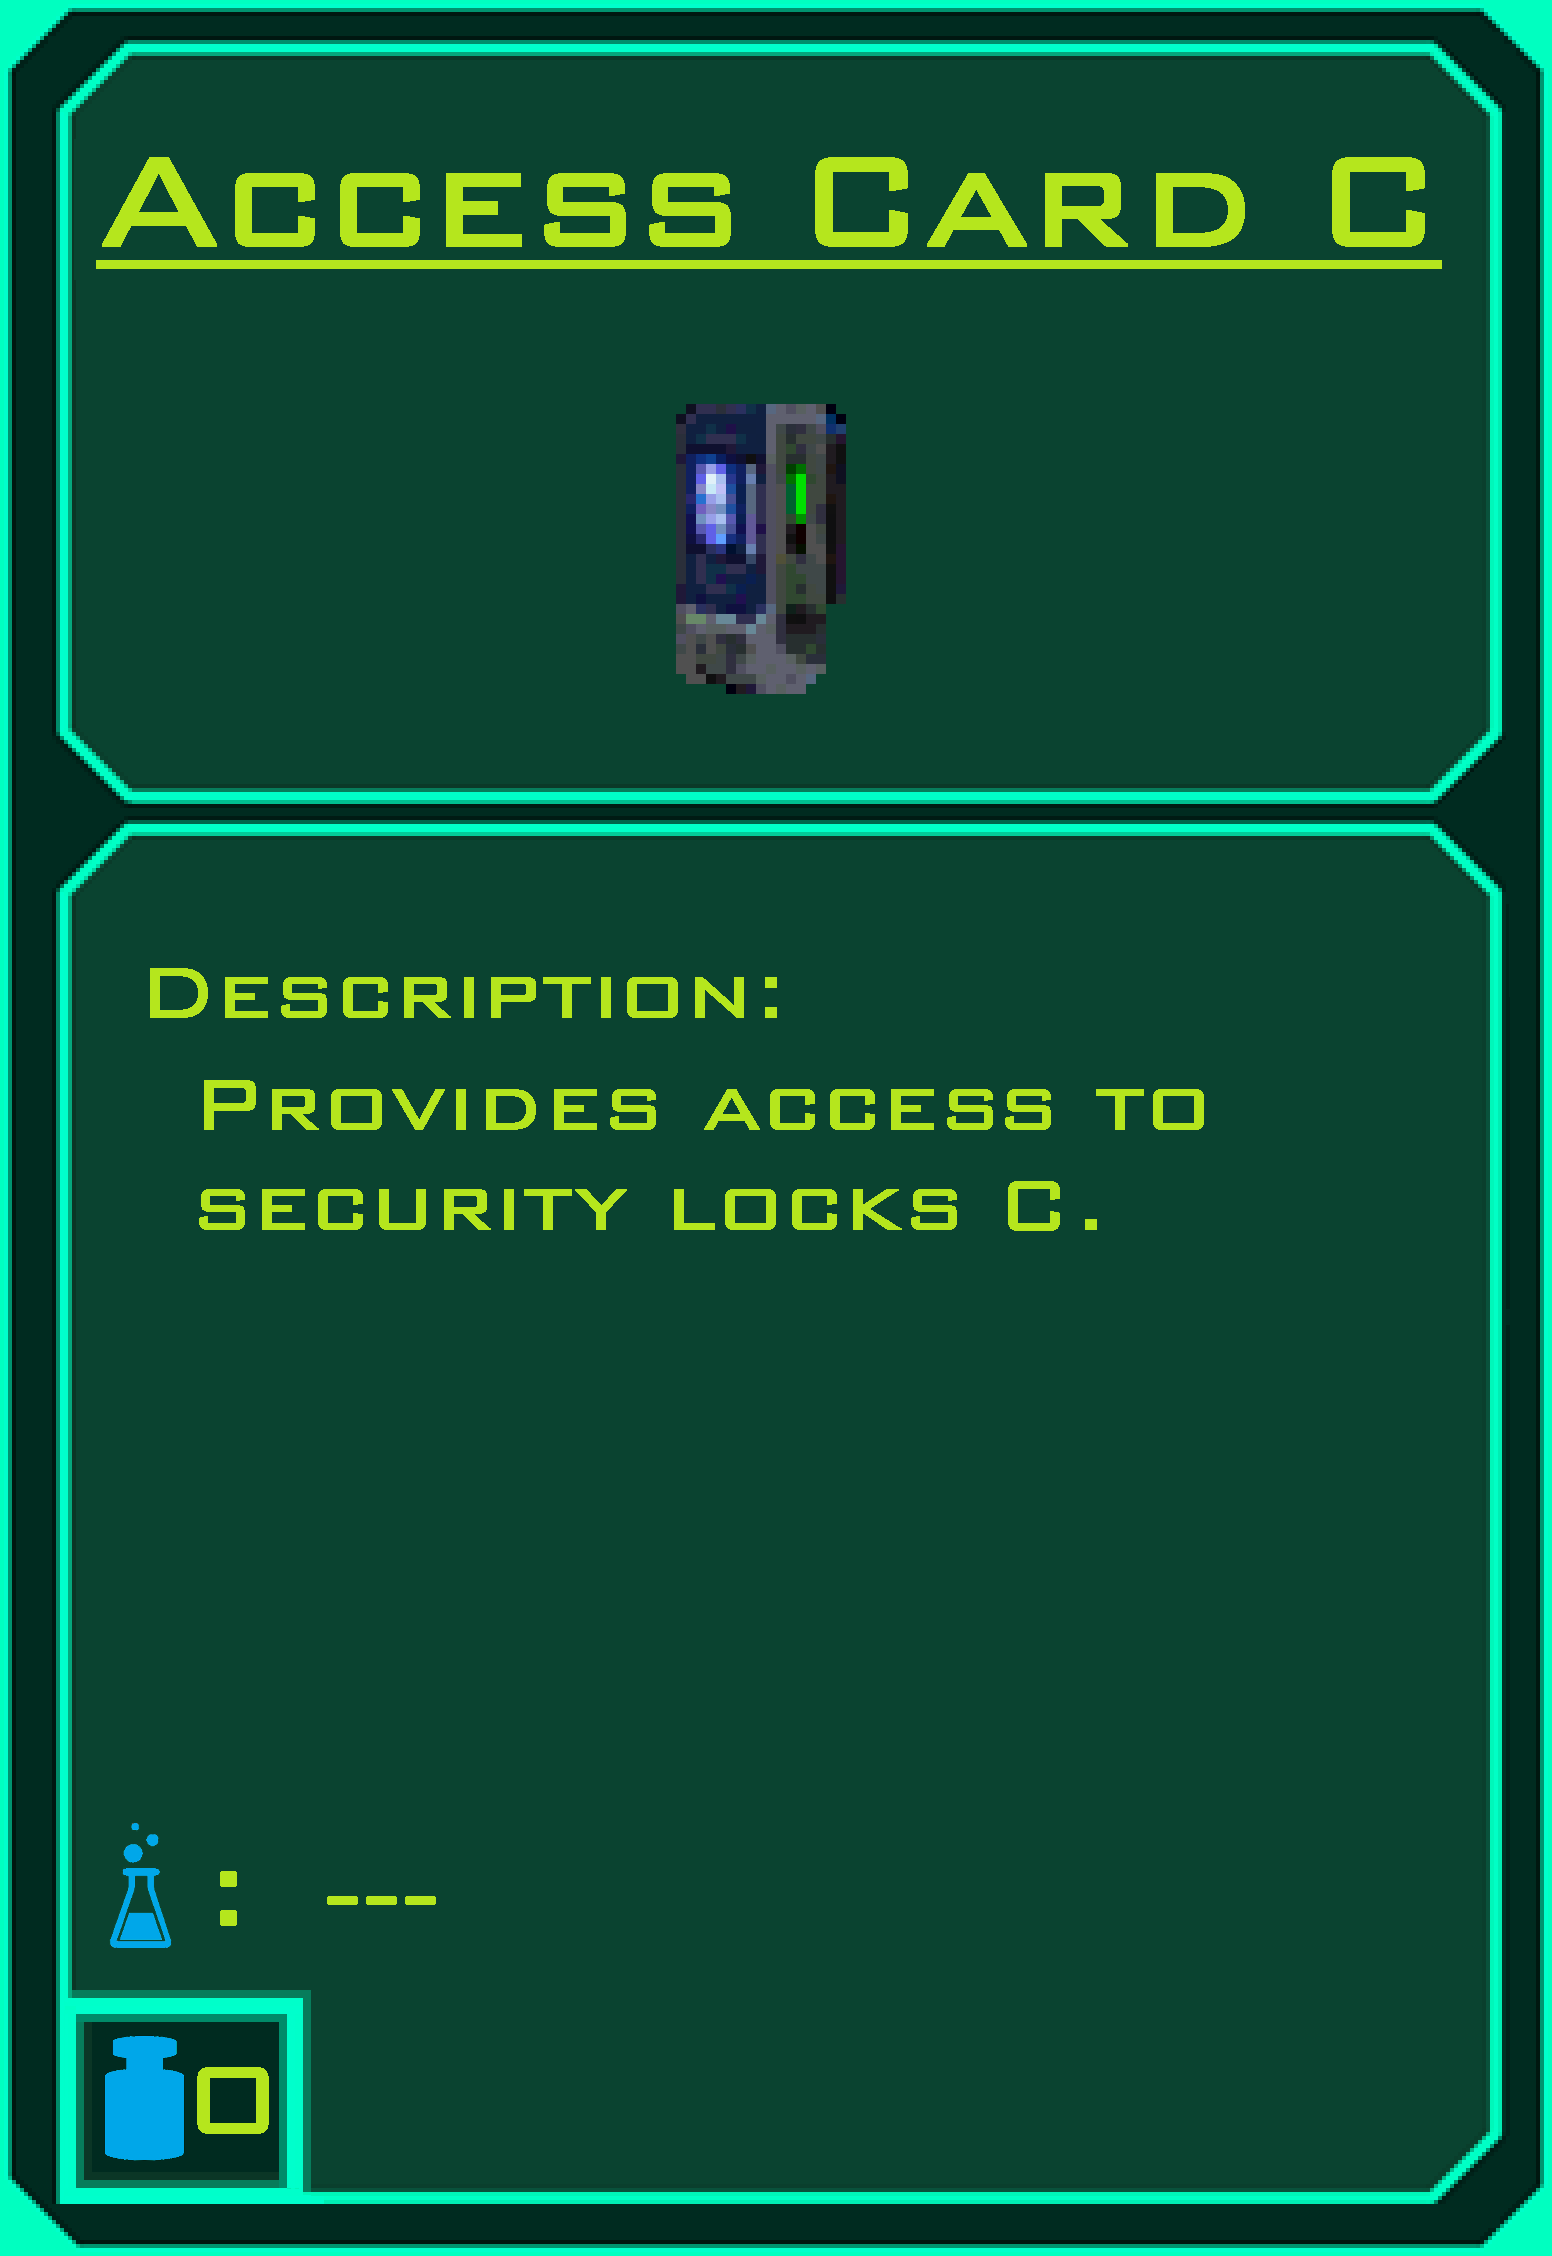 Access Card C
Description:
Provides access to
security locks C.
: ---
0